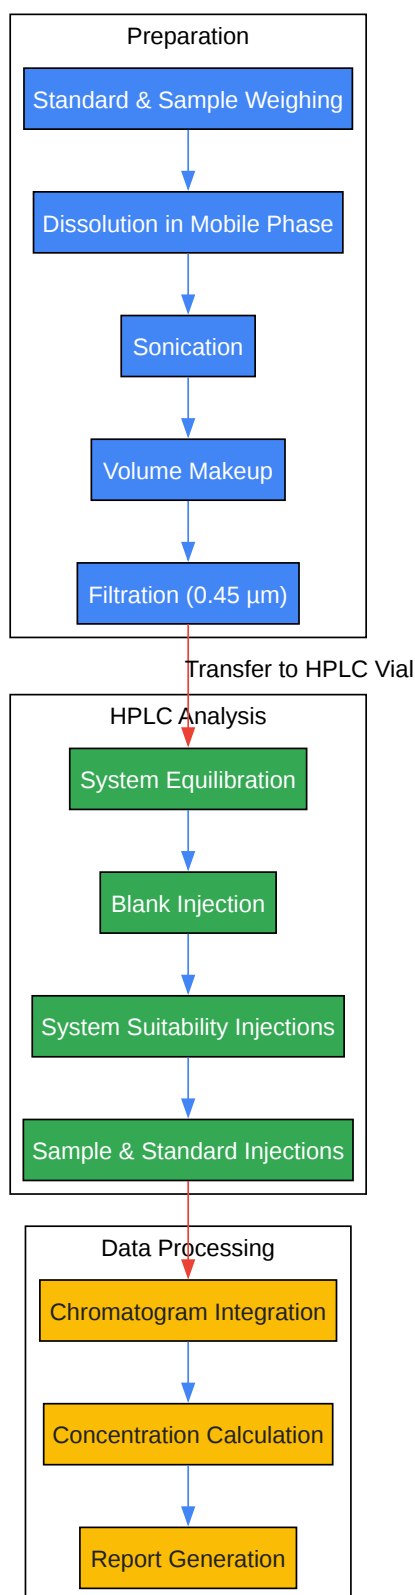 Preparation
Standard & Sample Weighing
Dissolution in Mobile Phase
Sonication
Volume Makeup
Filtration (0.45 µm)
Transfer to HPLC Vial
HPLC Analysis
System Equilibration
Blank Injection
System Suitability Injections
Sample & Standard Injections
Data Processing
Chromatogram Integration
Concentration Calculation
Report Generation